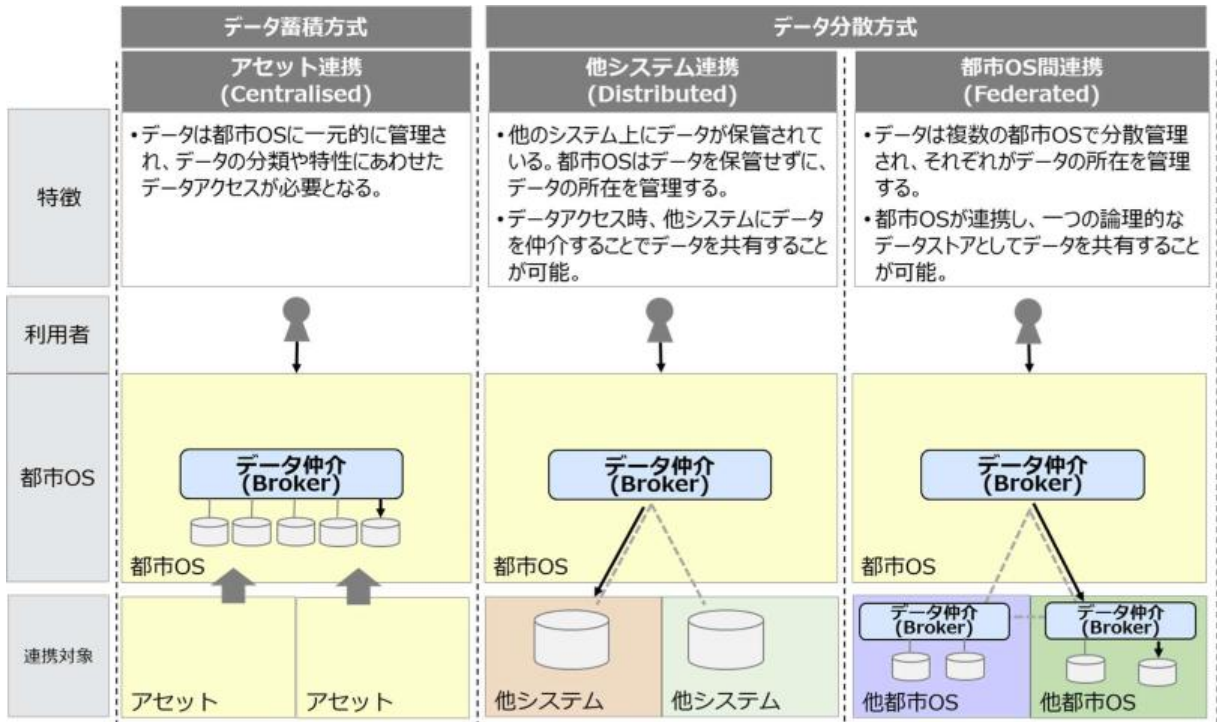 データ蓄積方式
データ分散方式
アセット連携
(Centralised)
他システム連携
(Distributed)
都市OS間連携
(Federated)
特徴
•データは都市OSに一元的に管理さ
れ、データの分類や特性にあわせた
データアクセスが必要となる。
•他のシステム上にデータが保管されて
いる。都市OSはデータを保管せずに、
データの所在を管理する。
•データアクセス時、他システムにデータ
を仲介することでデータを共有すること
が可能。
•データは複数の都市OSで分散管理
され、それぞれがデータの所在を管理
する。
•都市OSが連携し、一つの論理的な
データストアとしてデータを共有すること
が可能。
利用者
都市OS
データ仲介
(Broker)
都市OS
データ仲介
(Broker)
都市OS
データ仲介
(Broker)
都市OS
連携対象
アセット
アセット
他システム
他システム
データ仲介
(Broker)
他都市OS
データ仲介
(Broker)
他都市OS